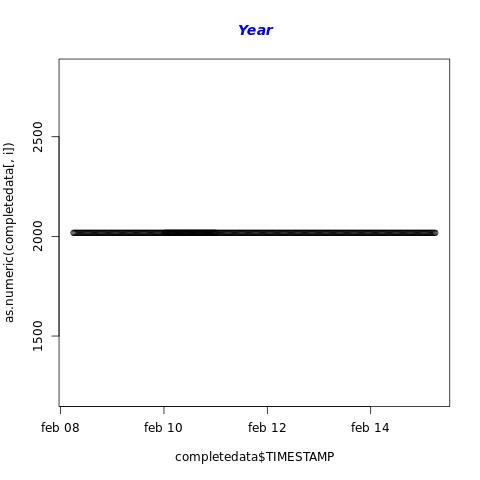 Year
as.numeric(completedata[, i])
2500
2000
1500
feb 08
feb 10
feb 12
feb 14
completedata$TIMESTAMP